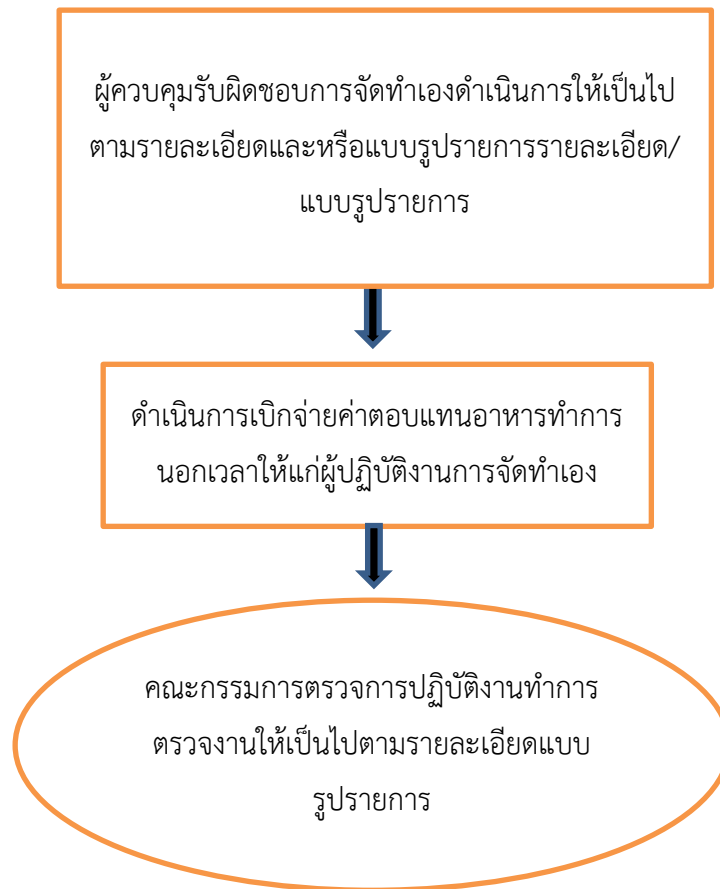 ผู้ควบคุมรับผิดชอบการจัดทำเองดำเนินการให้เป็นไป
ตามรายละเอียดและหรือแบบรูปรายการรายละเอียด/
แบบรูปรายการ
ดำเนินการเบิกจ่ายค่าตอบแทนอาหารทำการ
นอกเวลาให้แก่ผู้ปฏิบัติงานการจัดทำเอง
คณะกรรมการตรวจการปฏิบัติงานทำการ
ตรวจงานให้เป็นไปตามรายละเอียดแบบ
รูปรายการ